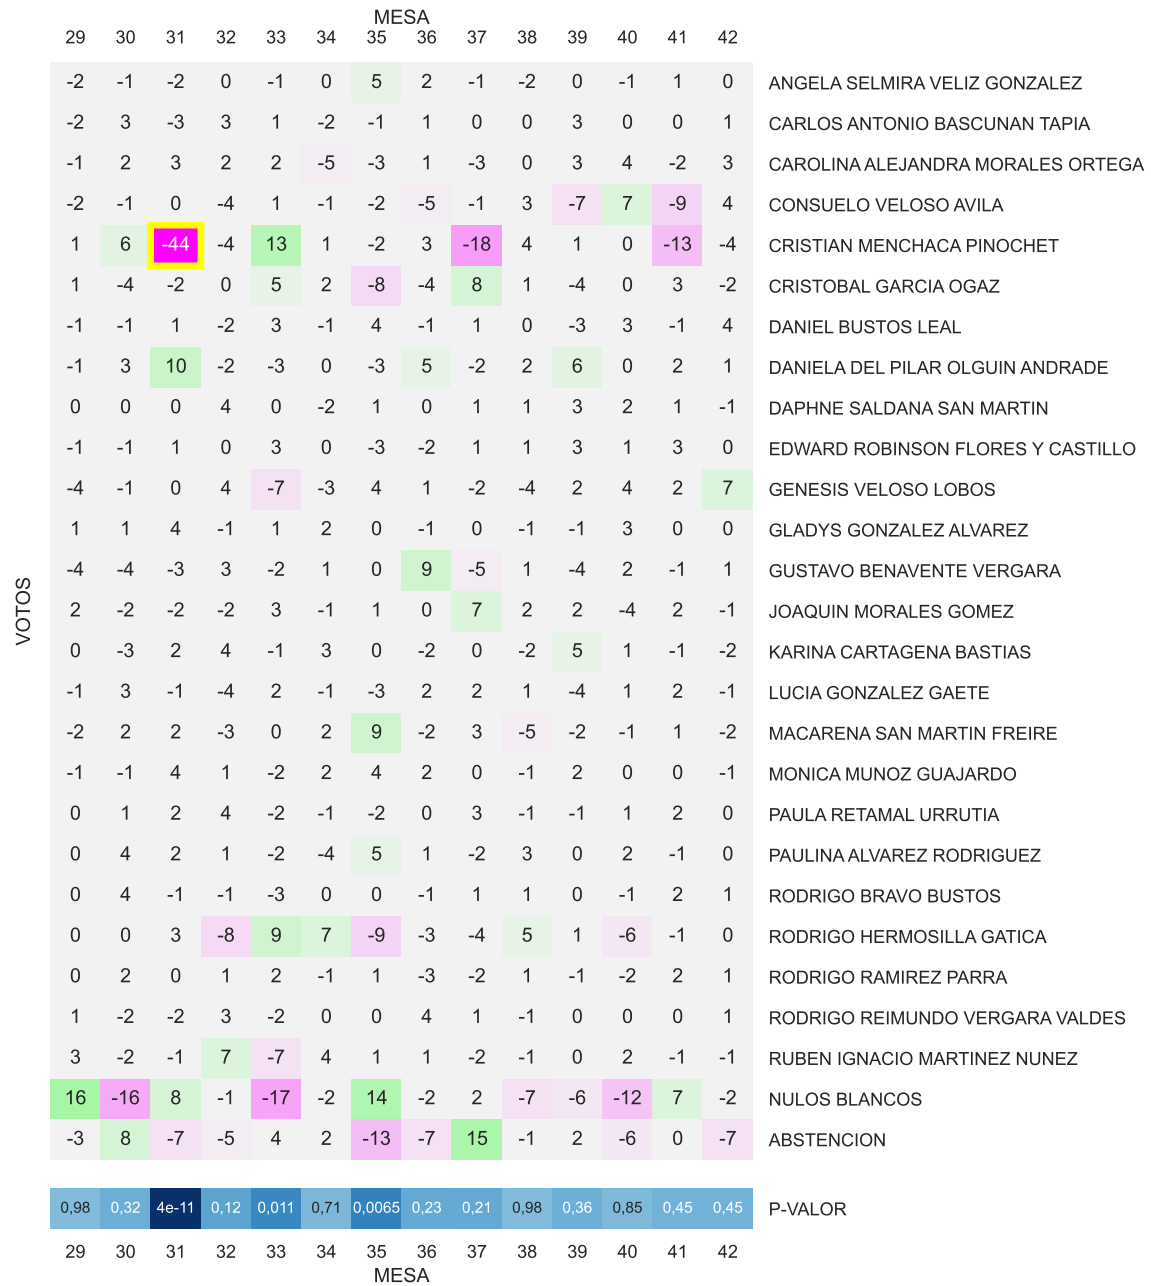 MESA
29 30 31 32 33 34 35 36 37 38 39 40 41 42
-2 -1 -2 0 -1 0 5 2 -1 -2 0 -1 1 0 ANGELA SELMIRA VELIZ GONZALEZ
-2 3 -3 3 1 -2 -1 1 0 0 3 0 0 1 CARLOS ANTONIO BASCUNAN TAPIA
-1 2 3 2 2 -5 -3 1 -3 0 3 4 -2 3 CAROLINA ALEJANDRA MORALES ORTEGA
-2 -1 0 -4 1 -1 -2 -5 -1 3 -7 7 -9 4 CONSUELO VELOSO AVILA
1 6 -44 -4 13 1 -2 3 -18 4 1 0 -13 -4 CRISTIAN MENCHACA PINOCHET
1 -4 -2 0 5 2 -8 -4 8 1 -4 0 3 -2 CRISTOBAL GARCIA OGAZ
-1 -1 1 -2 3 -1 4 -1 1 0 -3 3 -1 4 DANIEL BUSTOS LEAL
-1 3 10 -2 -3 0 -3 5 -2 2 6 0 2 1 DANIELA DEL PILAR OLGUIN ANDRADE
0 0 0 4 0 -2 1 0 1 1 3 2 1 -1 DAPHNE SALDANA SAN MARTIN
-1 -1 1 0 3 0 -3 -2 1 1 3 1 3 0 EDWARD ROBINSON FLORES Y CASTILLO
-4 -1 0 4 -7 -3 4 1 -2 -4 2 4 2 7 GENESIS VELOSO LOBOS
1 1 4 -1 1 2 0 -1 0 -1 -1 3 0 0 GLADYS GONZALEZ ALVAREZ
-4 -4 -3 3 -2 1 0 9 -5 1 -4 2 -1 1 GUSTAVO BENAVENTE VERGARA
VOTOS
2 -2 -2 -2 3 -1 1 0 7 2 2 -4 2 -1 JOAQUIN MORALES GOMEZ
0 -3 2 4 -1 3 0 -2 0 -2 5 1 -1 -2 KARINA CARTAGENA BASTIAS
-1 3 -1 -4 2 -1 -3 2 2 1 -4 1 2 -1 LUCIA GONZALEZ GAETE
-2 2 2 -3 0 2 9 -2 3 -5 -2 -1 1 -2 MACARENA SAN MARTIN FREIRE
-1 -1 4 1 -2 2 4 2 0 -1 2 0 0 -1 MONICA MUNOZ GUAJARDO
0 1 2 4 -2 -1 -2 0 3 -1 -1 1 2 0 PAULA RETAMAL URRUTIA
0 4 2 1 -2 -4 5 1 -2 3 0 2 -1 0 PAULINA ALVAREZ RODRIGUEZ
0 4 -1 -1 -3 0 0 -1 1 1 0 -1 2 1 RODRIGO BRAVO BUSTOS
0 0 3 -8 9 7 -9 -3 -4 5 1 -6 -1 0 RODRIGO HERMOSILLA GATICA
0 2 0 1 2 -1 1 -3 -2 1 -1 -2 2 1 RODRIGO RAMIREZ PARRA
1 -2 -2 3 -2 0 0 4 1 -1 0 0 0 1 RODRIGO REIMUNDO VERGARA VALDES
3 -2 -1 7 -7 4 1 1 -2 -1 0 2 -1 -1 RUBEN IGNACIO MARTINEZ NUNEZ
16 -16 8 -1 -17 -2 14 -2 2 -7 -6 -12 7 -2 NULOS BLANCOS
-3 8 -7 -5 4 2 -13 -7 15 -1 2 -6 0 -7 ABSTENCION
0,98 0,32 4e-11 0,12 0,011 0,71 0,0065 0,23 0,21 0,98 0,36 0,85 0,45 0,45 P-VALOR
29 30 31 32 33 34 35 36 37 38 39 40 41 42
MESA